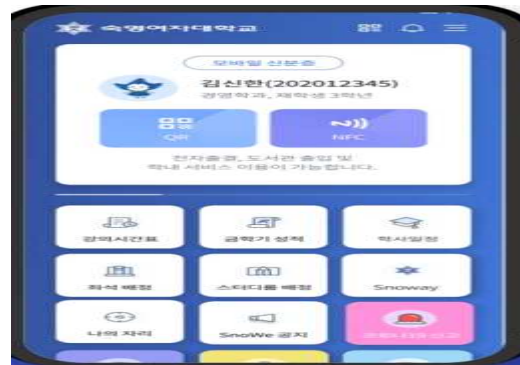 숙명여자대학교
모바일 신분증
김신한(202012345)
경영학과, 재학생 3학년
QR
NFC
전자출결, 도서관 출입 및
학내 서비스 이용이 가능합니다.
강의시간표
금학기 성적
학사일정
좌석 배정
스터디룸 배정
Snoway
나의 자리
SnoWe 공지